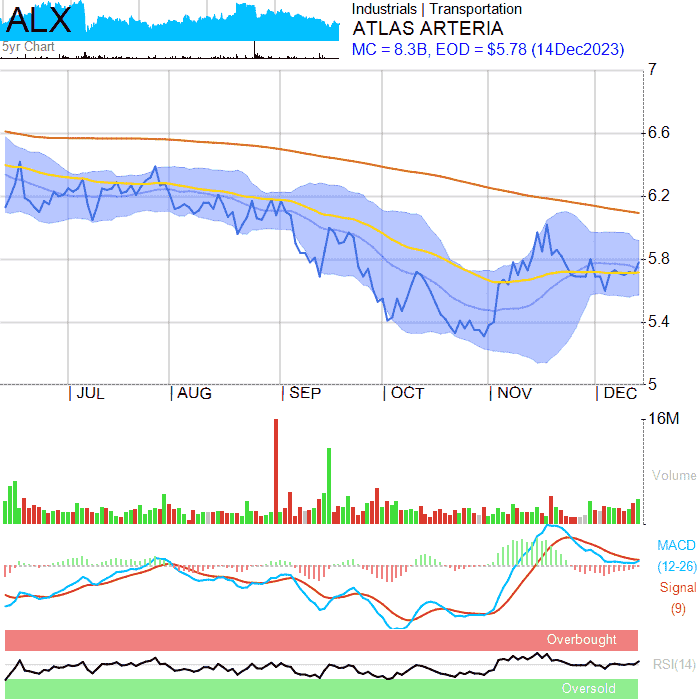 ALX
5yr Chart
Industrials | Transportation
ATLAS ARTERIA
MC = 8.3B, EOD = $5.78 (14Dec2023)
7
6.6
6.2
5.8
5.4
5
JUL AUG SEP OCT NOV DEC
16M
Volume
MACD
(12-26)
Signal
(9)
Overbought
RSI(14)
Oversold